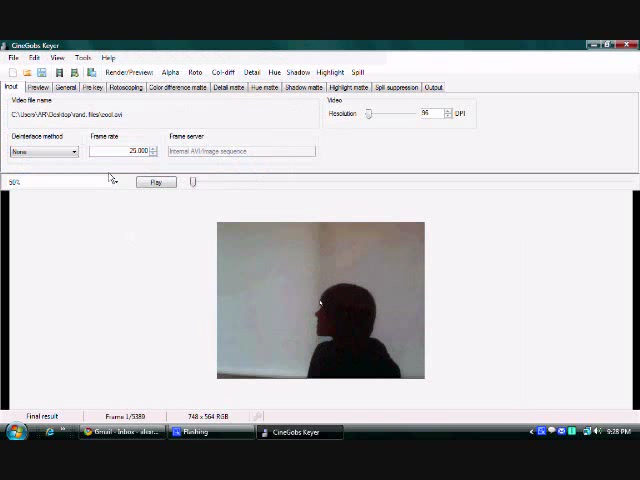 CineGobs Keyer
File Edit View Tools Help
Render/Preview: Alpha Roto Col-diff Detail Hue Shadow Highlight Spill
Input Preview General Pre key Rotoscoping Color difference matte Detail matte Hue matte Shadow matte Highlight matte Spill suppression Output
Video file name
C:\Users\AR\Desktop\rand. files\eool.avi
Video
Resolution 96 DPI
Deinterlace method Frame rate Frame server
None 25.000 Internal AVI/Image sequence
50% Play
Final result Frame 1/5389 748 x 564 RGB
Gmail - Inbox - alex... Flashing CineGobs Keyer 9:28 PM